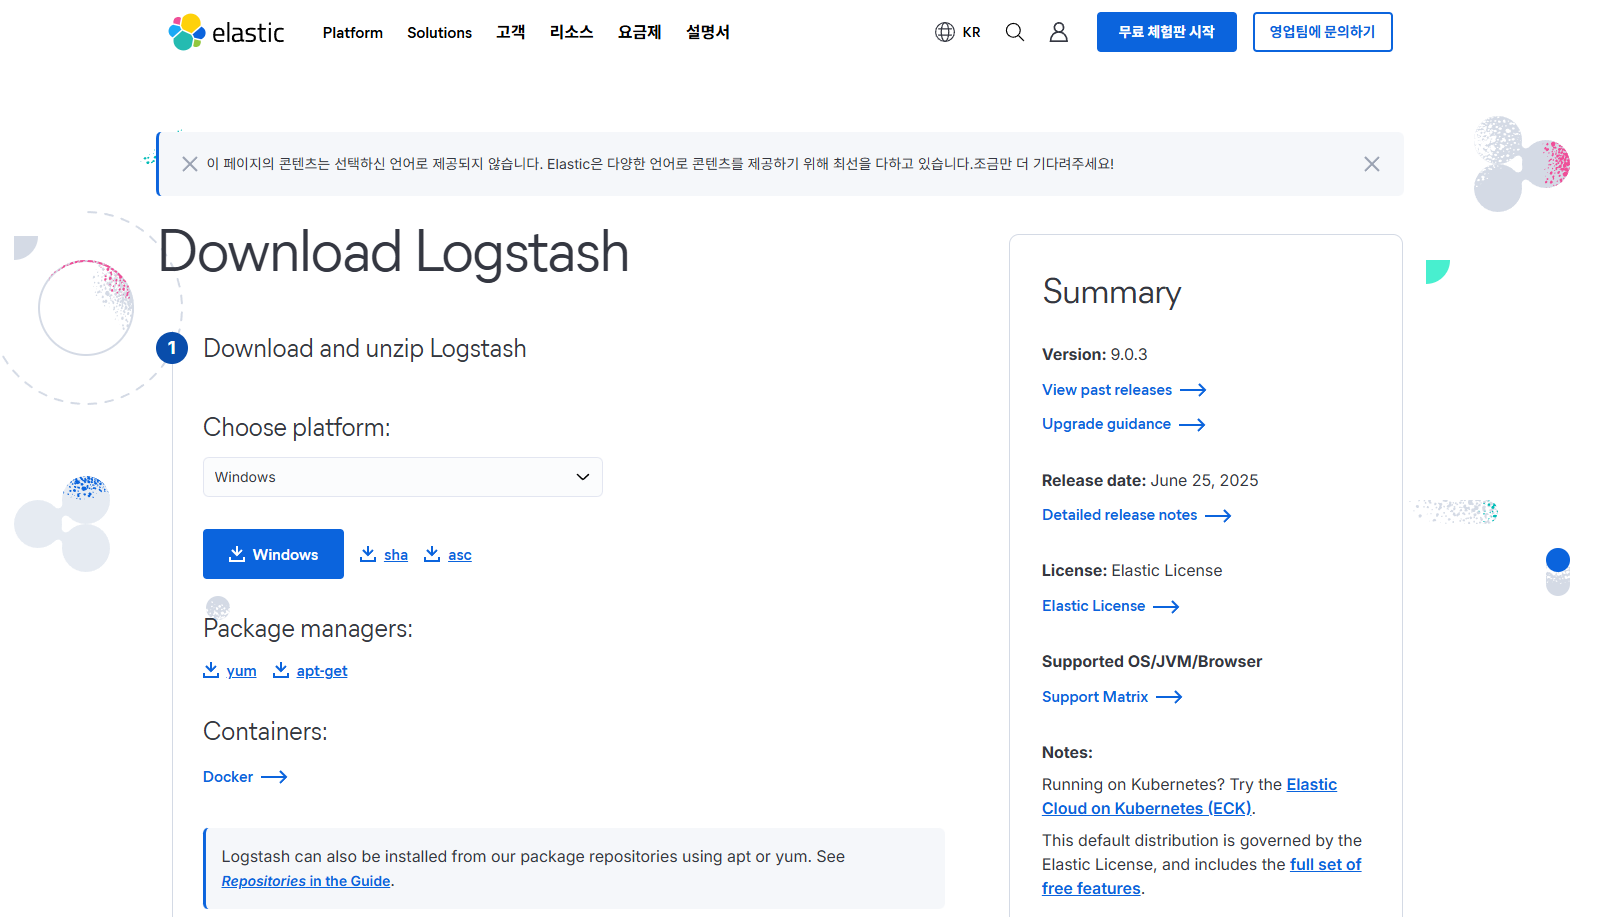 elastic
Platform Solutions 고객 리소스 요금제 설명서
KR
무료 체험판 시작
영업팀에 문의하기
이 페이지의 콘텐츠는 선택하신 언어로 제공되지 않습니다. Elastic은 다양한 언어로 콘텐츠를 제공하기 위해 최선을 다하고 있습니다.조금만 더 기다려주세요!
Download Logstash
1 Download and unzip Logstash
Choose platform:
Windows
Windows sha asc
Package managers:
yum apt-get
Containers:
Docker
Logstash can also be installed from our package repositories using apt or yum. See
Repositories in the Guide.
Summary
Version: 9.0.3
View past releases
Upgrade guidance
Release date: June 25, 2025
Detailed release notes
License: Elastic License
Elastic License
Supported OS/JVM/Browser
Support Matrix
Notes:
Running on Kubernetes? Try the Elastic
Cloud on Kubernetes (ECK).
This default distribution is governed by the
Elastic License, and includes the full set of
free features.